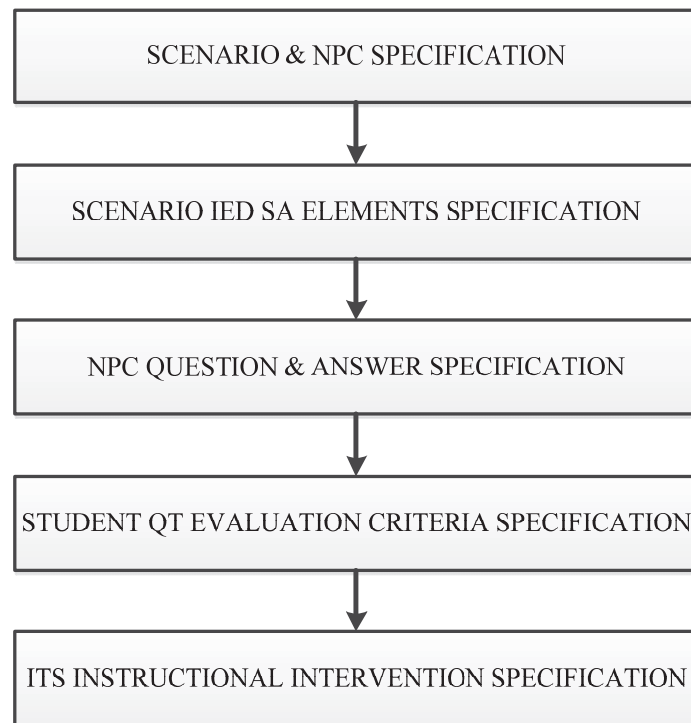 SCENARIO & NPC SPECIFICATION
SCENARIO IED SA ELEMENTS SPECIFICATION
NPC QUESTION & ANSWER SPECIFICATION
STUDENT QT EVALUATION CRITERIA SPECIFICATION
ITS INSTRUCTIONAL INTERVENTION SPECIFICATION